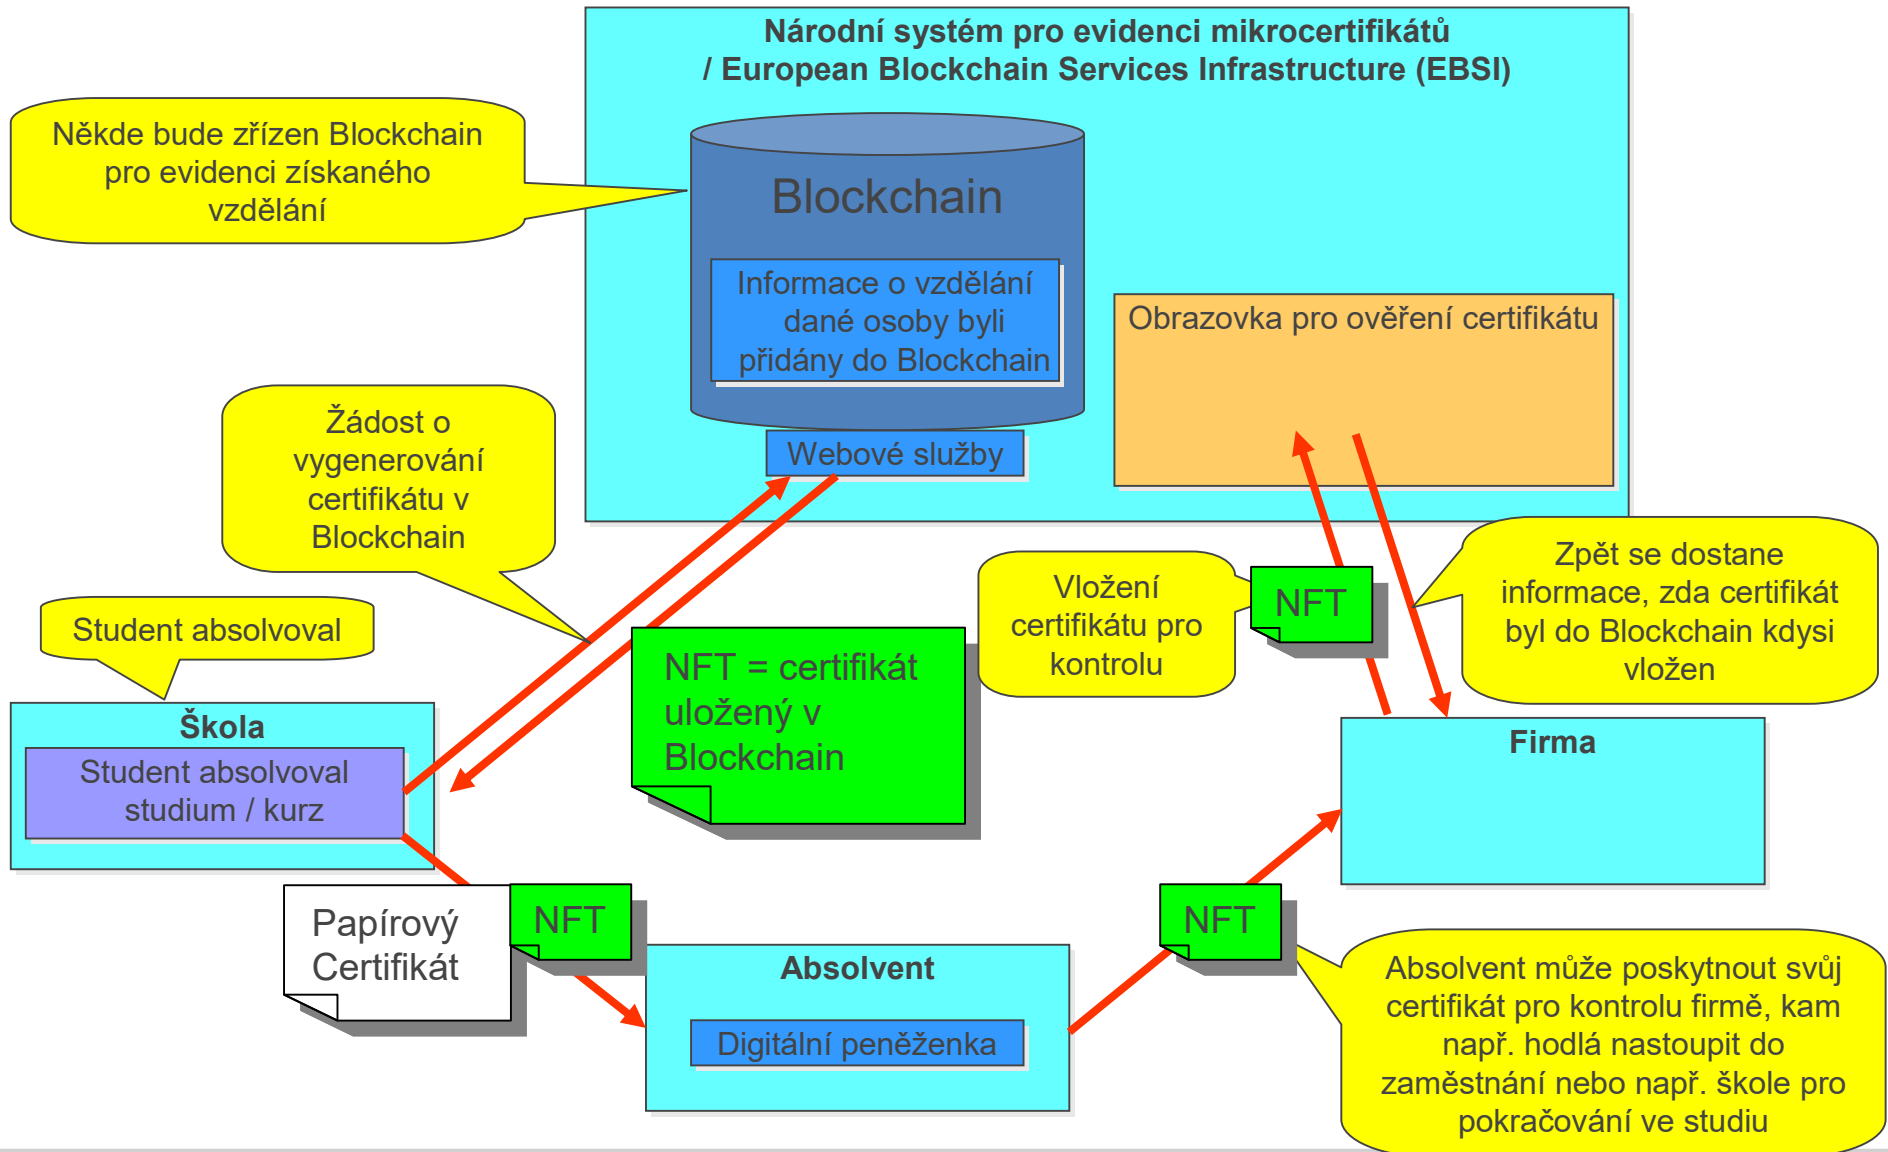 Národní systém pro evidenci mikrocertifikátů
/ European Blockchain Services Infrastructure (EBSI)
Někde bude zřízen Blockchain
pro evidenci získaného
vzdělání
Blockchain
Informace o vzdělání
dané osoby byli
přidány do Blockchain
Obrazovka pro ověření certifikátu
Webové služby
Žádost o
vygenerování
certifikátu v
Blockchain
Vložení
certifikátu pro
kontrolu
NFT
Zpět se dostane
informace, zda certifikát
byl do Blockchain kdysi
vložen
Student absolvoval
NFT = certifikát
uložený v
Blockchain
Škola
Student absolvoval
studium / kurz
Firma
Papírový
Certifikát
NFT
NFT
Absolvent
Digitální peněženka
Absolvent může poskytnout svůj
certifikát pro kontrolu firmě, kam
např. hodlá nastoupit do
zaměstnání nebo např. škole pro
pokračování ve studiu